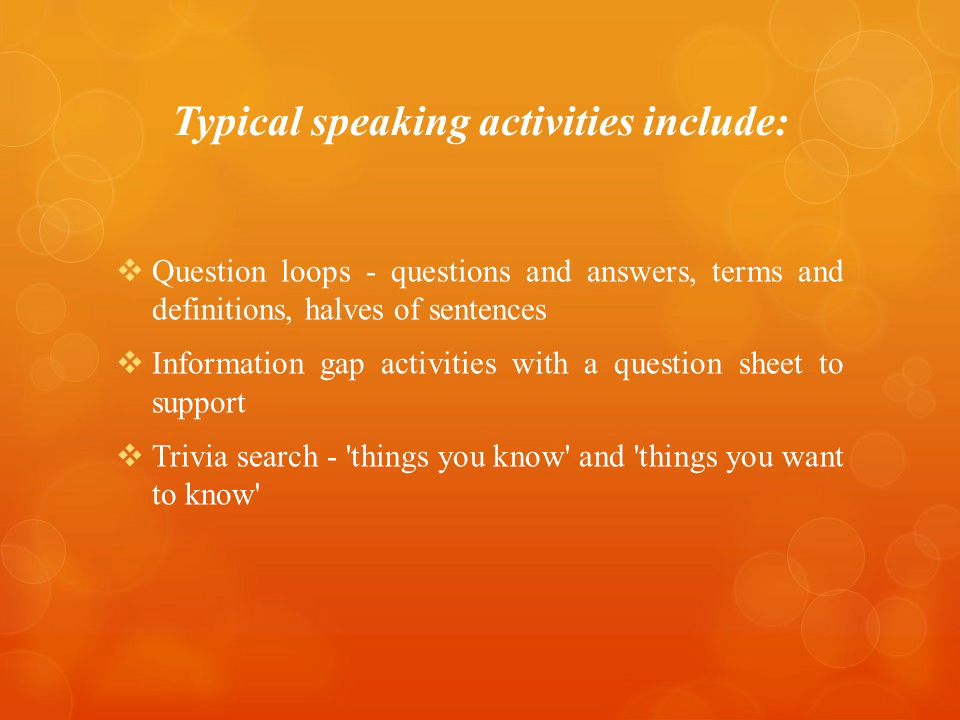 Typical speaking activities include:
❖ Question loops - questions and answers, terms and
definitions, halves of sentences
❖ Information gap activities with a question sheet to
support
❖ Trivia search - 'things you know' and 'things you want
to know'